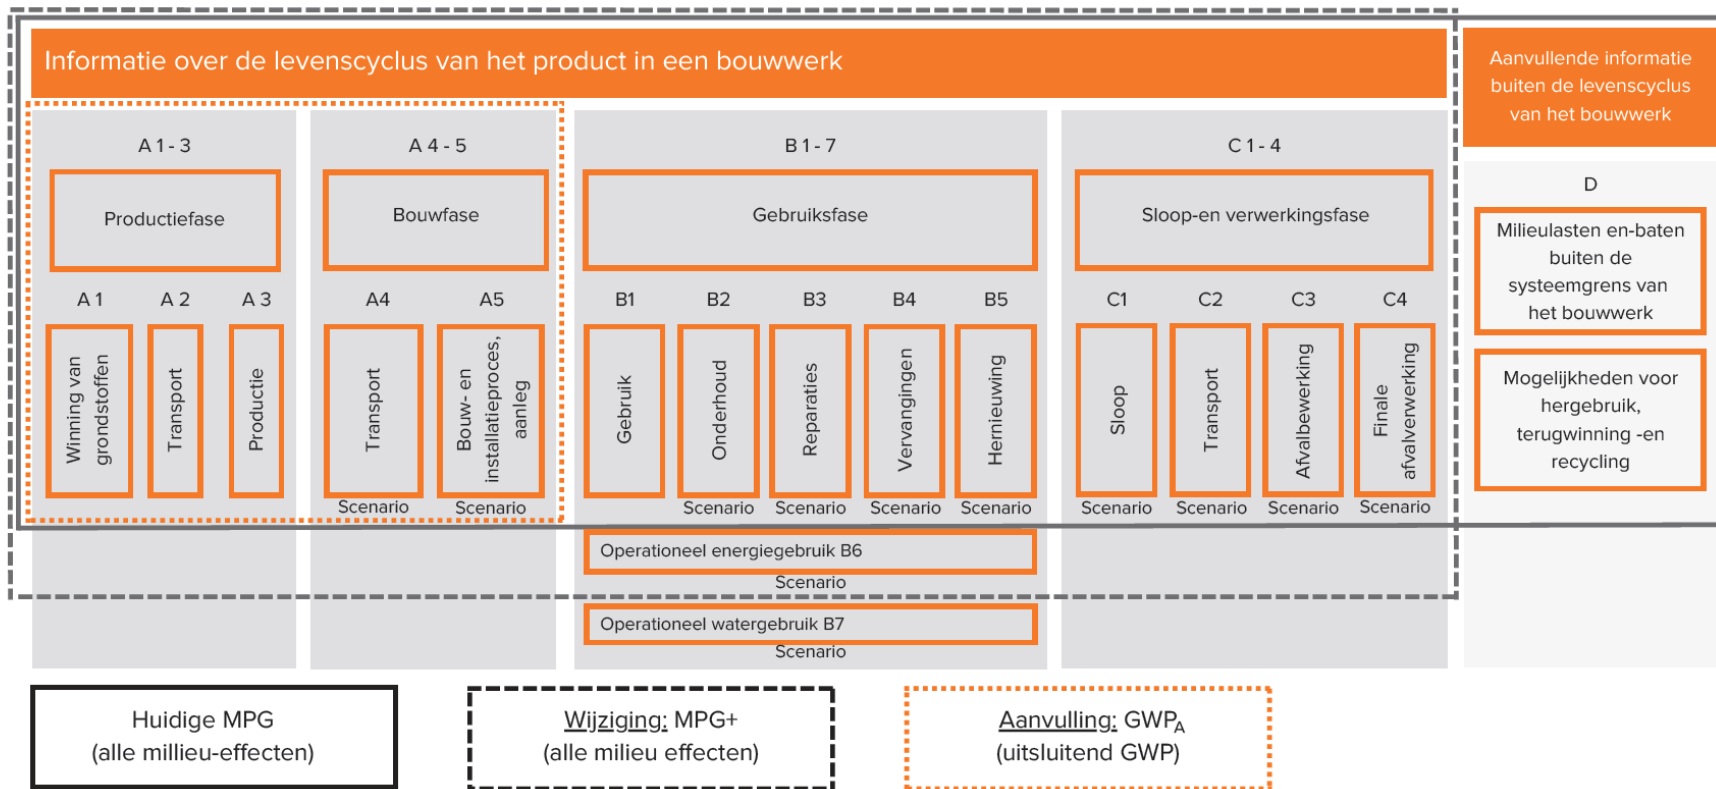 Informatie over de levenscyclus van het product in een bouwwerk
Aanvullende informatie
buiten de levenscyclus
van het bouwwerk
A 1 - 3
Productiefase
A 1
A 2
A 3
Winning van
grondstoffen
Transport
Productie
A 4 - 5
Bouwfase
A4
A5
Transport
Bouw- en
installatieproces,
aanleg
Scenario
Scenario
B 1 - 7
Gebruiksfase
B1
B2
B3
B4
B5
Gebruik
Onderhoud
Reparaties
Vervangingen
Hernieuwing
Scenario
Scenario
Scenario
Scenario
Operationeel energiegebruik B6
Scenario
Operationeel watergebruik B7
Scenario
C 1 - 4
Sloop-en verwerkingsfase
C1
C2
C3
C4
Sloop
Transport
Afvalbewerking
Finale
afvalverwerking
Scenario
Scenario
Scenario
Scenario
D
Milieulasten en-baten
buiten de
systeemgrens van
het bouwwerk
Mogelijkheden voor
hergebruik,
terugwinning -en
recycling
Huidige MPG
(alle millieu-effecten)
Wijziging: MPG+
(alle milieu effecten)
Aanvulling: GWPA
(uitsluitend GWP)